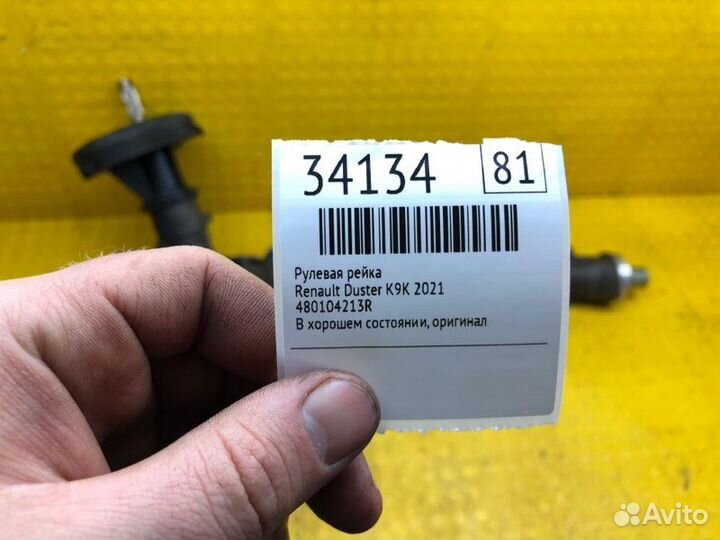 34134 81
Рулевая рейка
Renault Duster K9K 2021
480104213R
В хорошем состоянии, оригинал
Avito